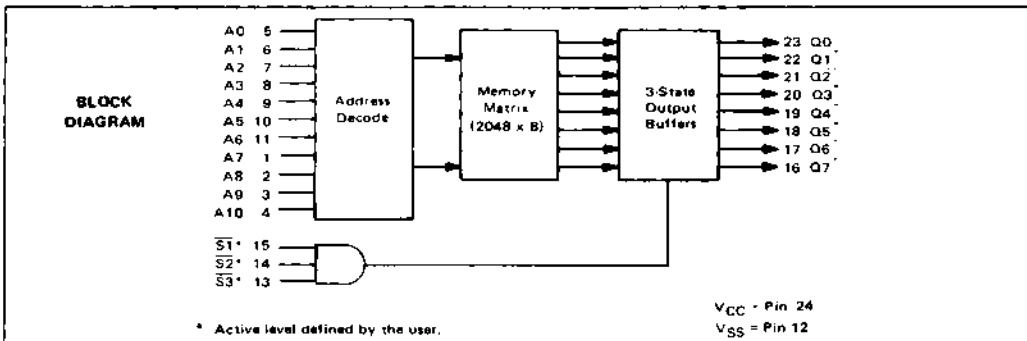 BLOCK
DIAGRAM
A0 5
A1 6
A2 7
A3 8
A4 9
A5 10
A6 11
A7 1
A8 2
A9 3
A10 4
Address
Decode
Memory
Matrix
(2048 x 8)
3-State
Output
Buffers
23 Q0
22 Q1
21 Q2
20 Q3
19 Q4
18 Q5
17 Q6
16 Q7
S1* 15
S2* 14
S3* 13
* Active level defined by the user.
VCC - Pin 24
VSS = Pin 12